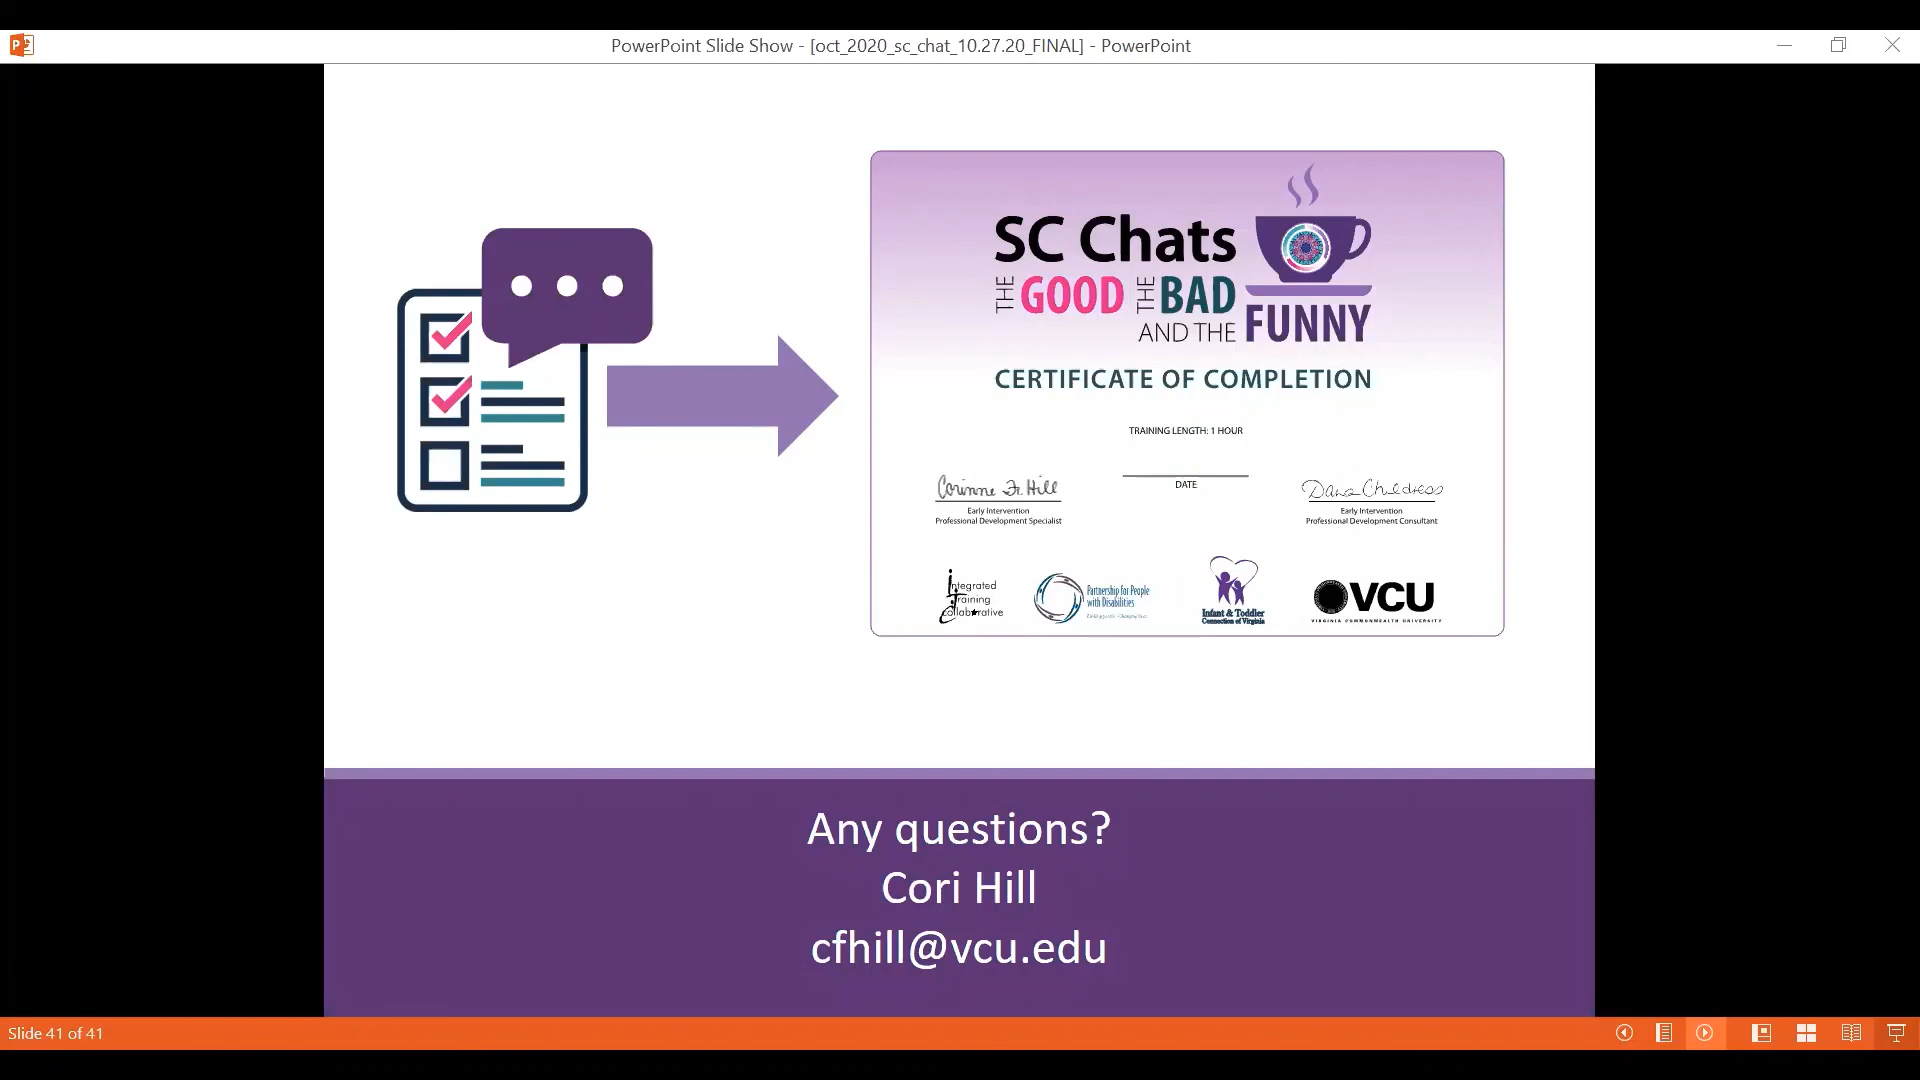 PowerPoint Slide Show - [oct_2020_sc_chat_10.27.20_FINAL] - PowerPoint
SC Chats
THE GOOD THE BAD
AND THE FUNNY
CERTIFICATE OF COMPLETION
TRAINING LENGTH: 1 HOUR
Corinne F. Hill
DATE
Dana Childress
Early Intervention
Professional Development Specialist
Early Intervention
Professional Development Consultant
Integrated
Training
Collaborative
Partnership for People
with Disabilities
Infant & Toddler
Connection of Virginia
VCU
VIRGINIA COMMONWEALTH UNIVERSITY
Any questions?
Cori Hill
cfhill@vcu.edu
Slide 41 of 41